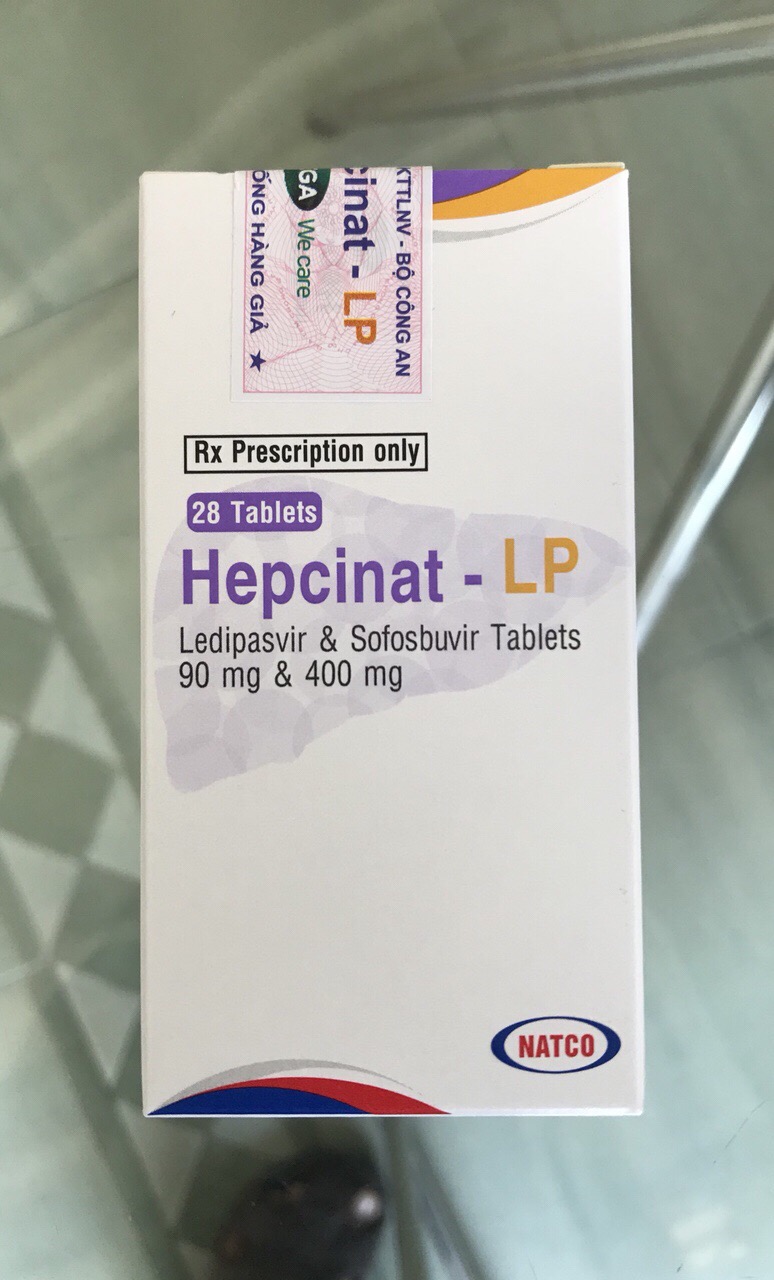 KTTLNV - BỘ CÔNG AN
cinat - LP
GA We care
ỐNG HÀNG GIẢ ★
Rx Prescription only
28 Tablets
Hepcinat - LP
Ledipasvir & Sofosbuvir Tablets
90 mg & 400 mg
NATCO